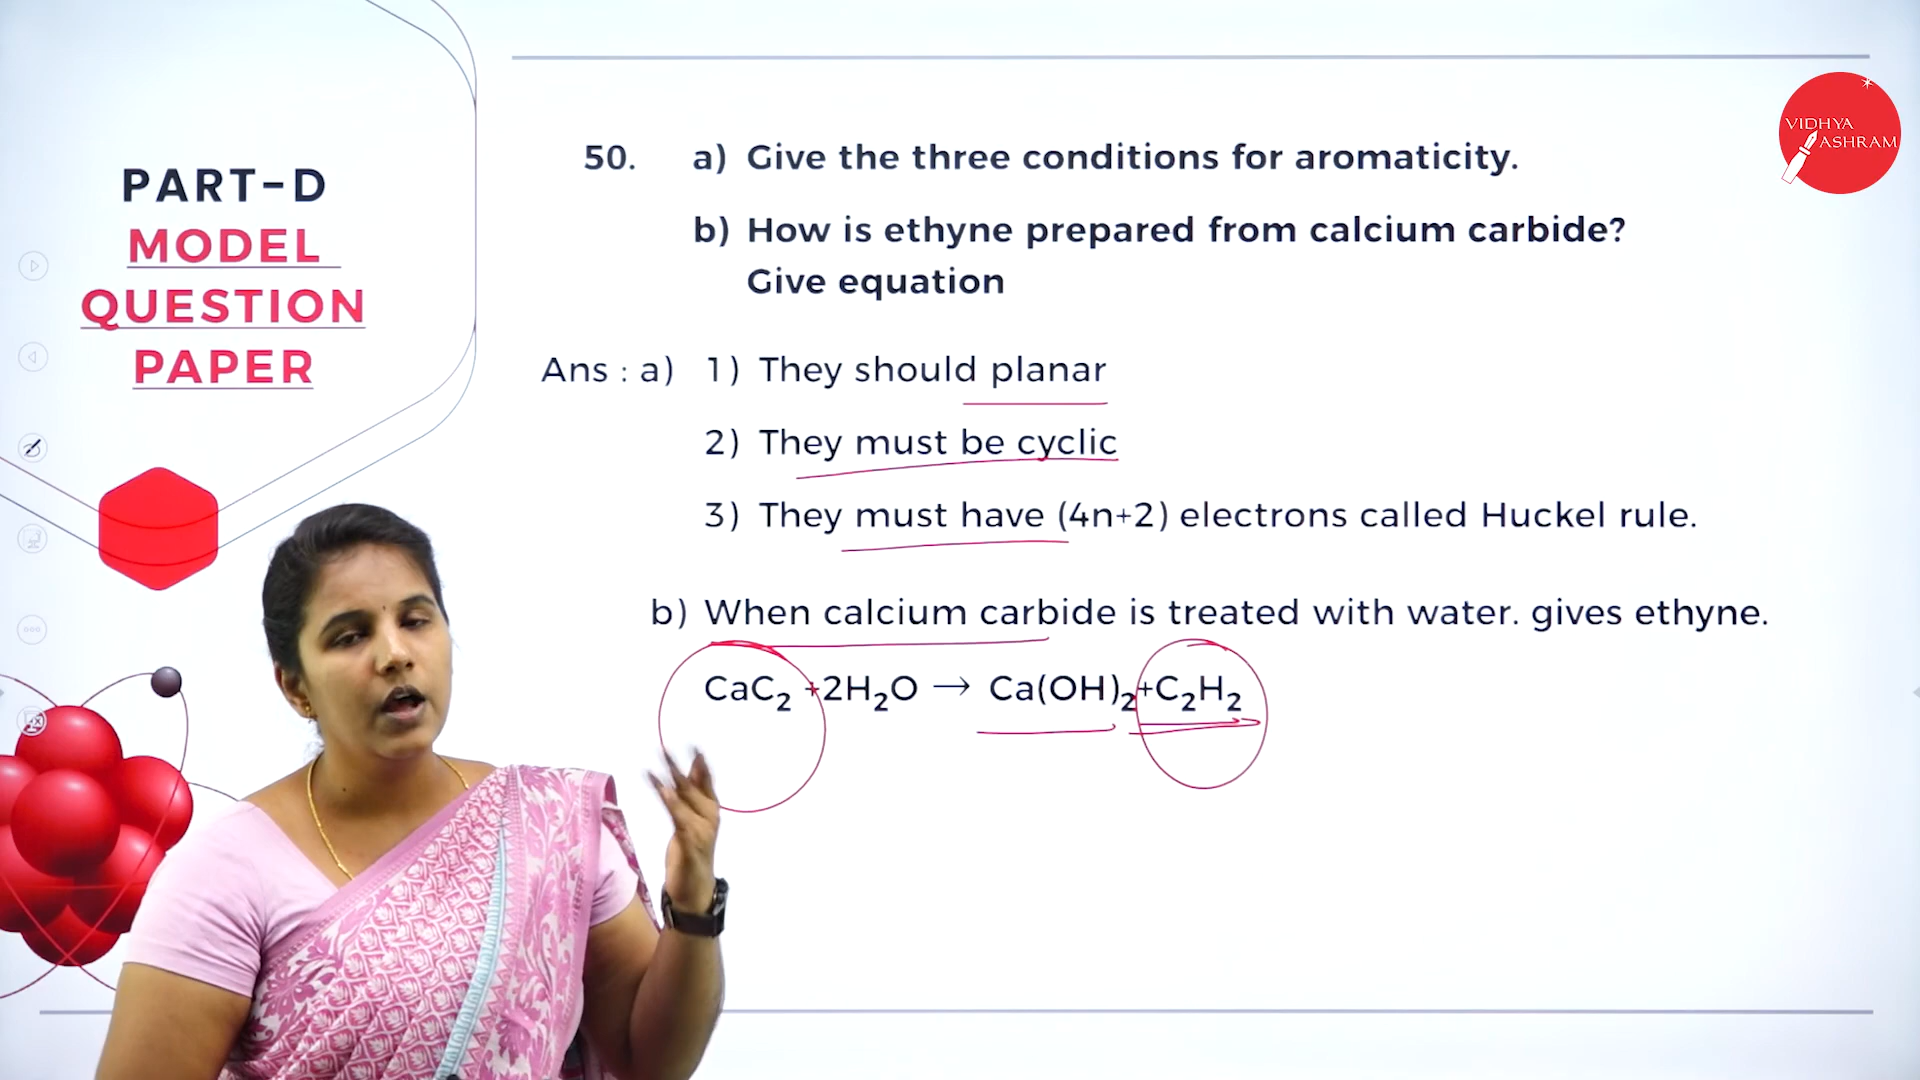 PART-D
MODEL
QUESTION
PAPER
VIDHYA
ASHRAM
50. a) Give the three conditions for aromaticity.
b) How is ethyne prepared from calcium carbide?
Give equation
Ans : a) 1) They should planar
2) They must be cyclic
3) They must have (4n+2) electrons called Huckel rule.
b) When calcium carbide is treated with water. gives ethyne.
CaC₂ +2H₂O → Ca(OH)₂+C₂H₂